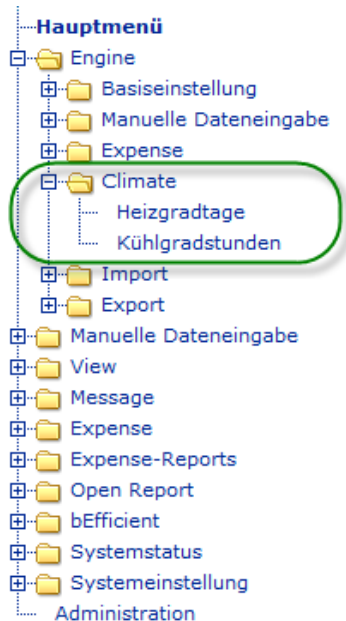 Hauptmenü
Engine
Basiseinstellung
Manuelle Dateneingabe
Expense
Climate
Heizgradtage
Kühlgradstunden
Import
Export
Manuelle Dateneingabe
View
Message
Expense
Expense-Reports
Open Report
bEfficient
Systemstatus
Systemeinstellung
Administration